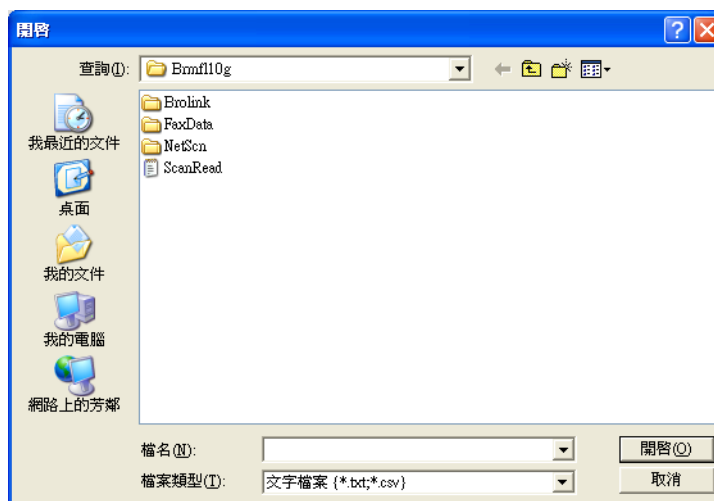 開啓
查詢(I):
Brmfl10g
Brolink
FaxData
NetScn
ScanRead
我最近的文件
桌面
我的文件
我的電腦
網路上的芳鄰
檔名(N):
開啓(O)
檔案類型(T):
文字檔案 {*.txt;*.csv}
取消